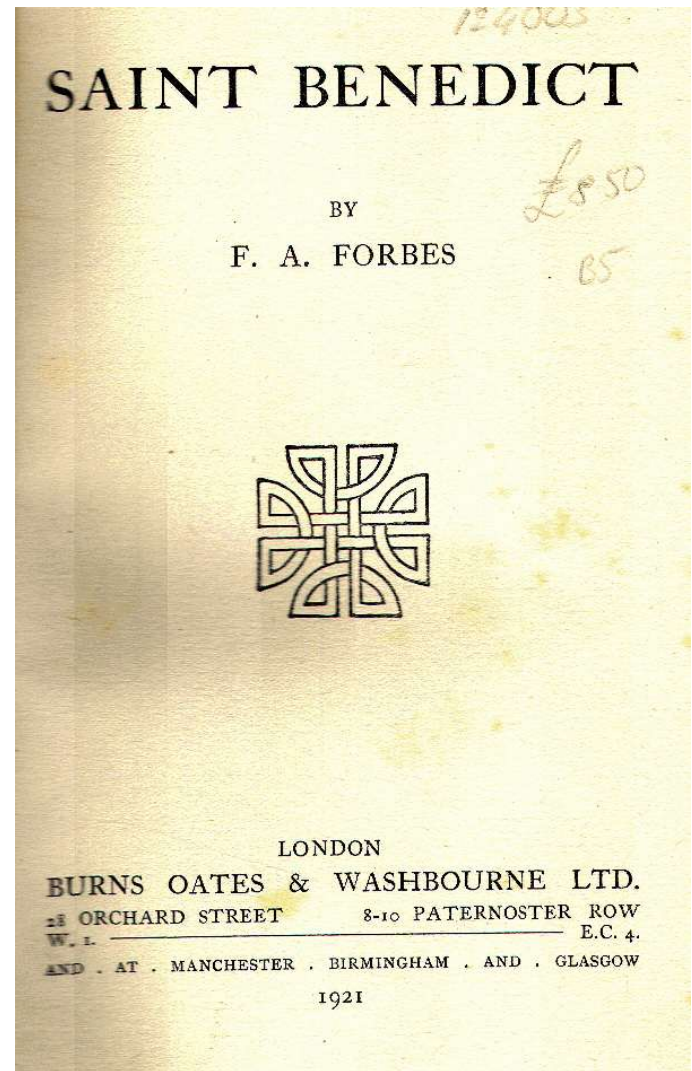 SAINT BENEDICT
£8 50
BY
F. A. FORBES
B5
LONDON
BURNS OATES & WASHBOURNE LTD.
28 ORCHARD STREET 8-10 PATERNOSTER ROW
W. 1. E.C. 4.
AND . AT . MANCHESTER . BIRMINGHAM . AND . GLASGOW
1921